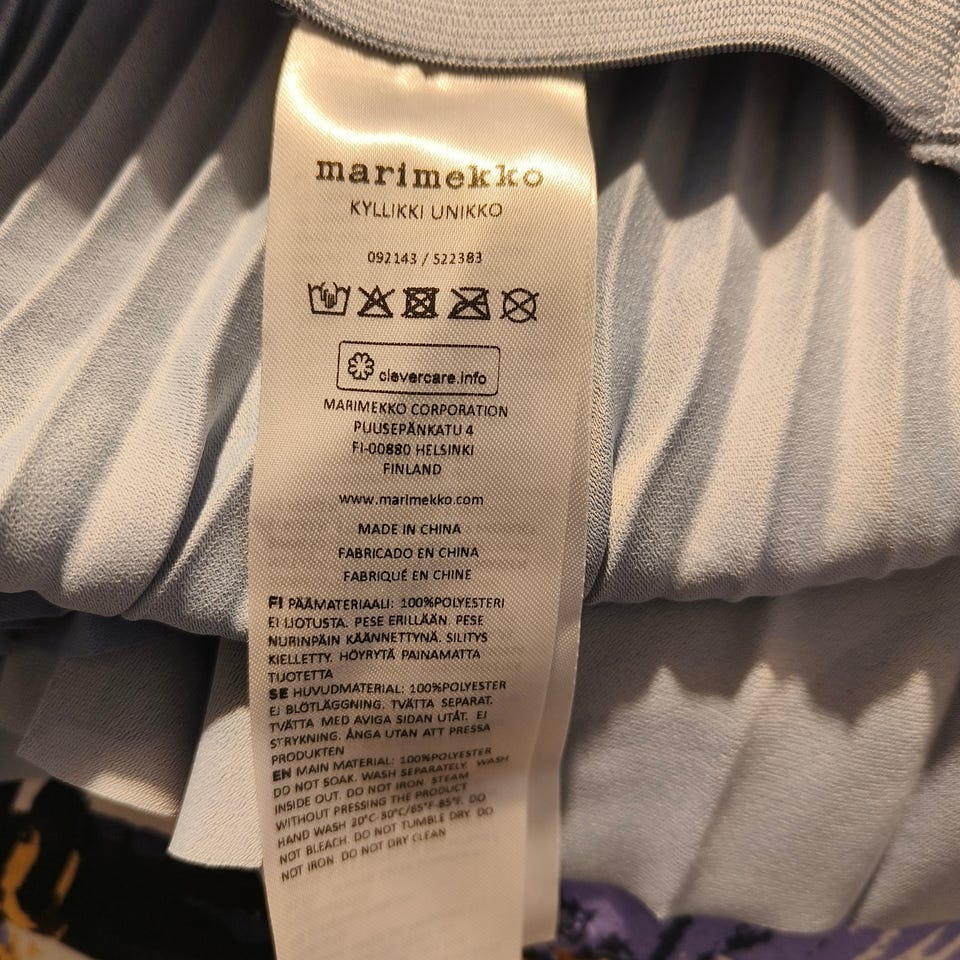 marimekko
KYLLIKKI UNIKKO
092143 / 522383
clevercare.info
MARIMEKKO CORPORATION
PUUSEPÄNKATU 4
FI-00880 HELSINKI
FINLAND
www.marimekko.com
MADE IN CHINA
FABRICADO EN CHINA
FABRIQUÉ EN CHINE
FI PÄÄMATERIAALI: 100%POLYESTERI
EI LIOTUSTA. PESE ERILLÄÄN. PESE
NURINPÄIN KÄÄNNETTYNÄ. SILITYS
KIELLETTY. HÖYRYTÄ PAINAMATTA
TUOTETTA
SE HUVUDMATERIAL: 100%POLYESTER
EJ BLÖTLÄGGNING. TVÄTTA SEPARAT.
TVÄTTA MED AVIGA SIDAN UTÅT. EJ
STRYKNING. ÅNGA UTAN ATT PRESSA
PRODUKTEN
EN MAIN MATERIAL: 100%POLYESTER
DO NOT SOAK. WASH SEPARATELY. WASH
INSIDE OUT. DO NOT IRON. STEAM
WITHOUT PRESSING THE PRODUCT
HAND WASH 20°C-30°C/65°F-85°F. DO
NOT BLEACH. DO NOT TUMBLE DRY. DO
NOT IRON. DO NOT DRY CLEAN